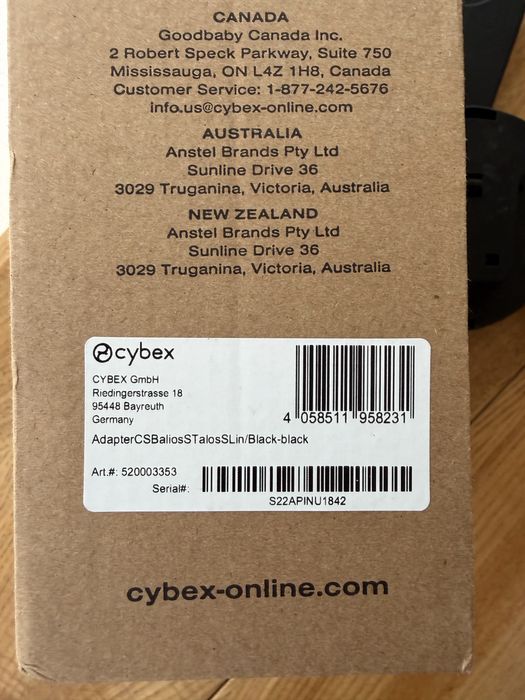 CANADA
Goodbaby Canada Inc.
2 Robert Speck Parkway, Suite 750
Mississauga, ON L4Z 1H8, Canada
Customer Service: 1-877-242-5676
info.us@cybex-online.com
AUSTRALIA
Anstel Brands Pty Ltd
Sunline Drive 36
3029 Truganina, Victoria, Australia
NEW ZEALAND
Anstel Brands Pty Ltd
Sunline Drive 36
3029 Truganina, Victoria, Australia
cybex
CYBEX GmbH
Riedingerstrasse 18
95448 Bayreuth
Germany
4 058511 958231
AdapterCSBaliosSTalosSLin/Black-black
Art.#: 520003353
Serial#:
S22APINU1842
cybex-online.com